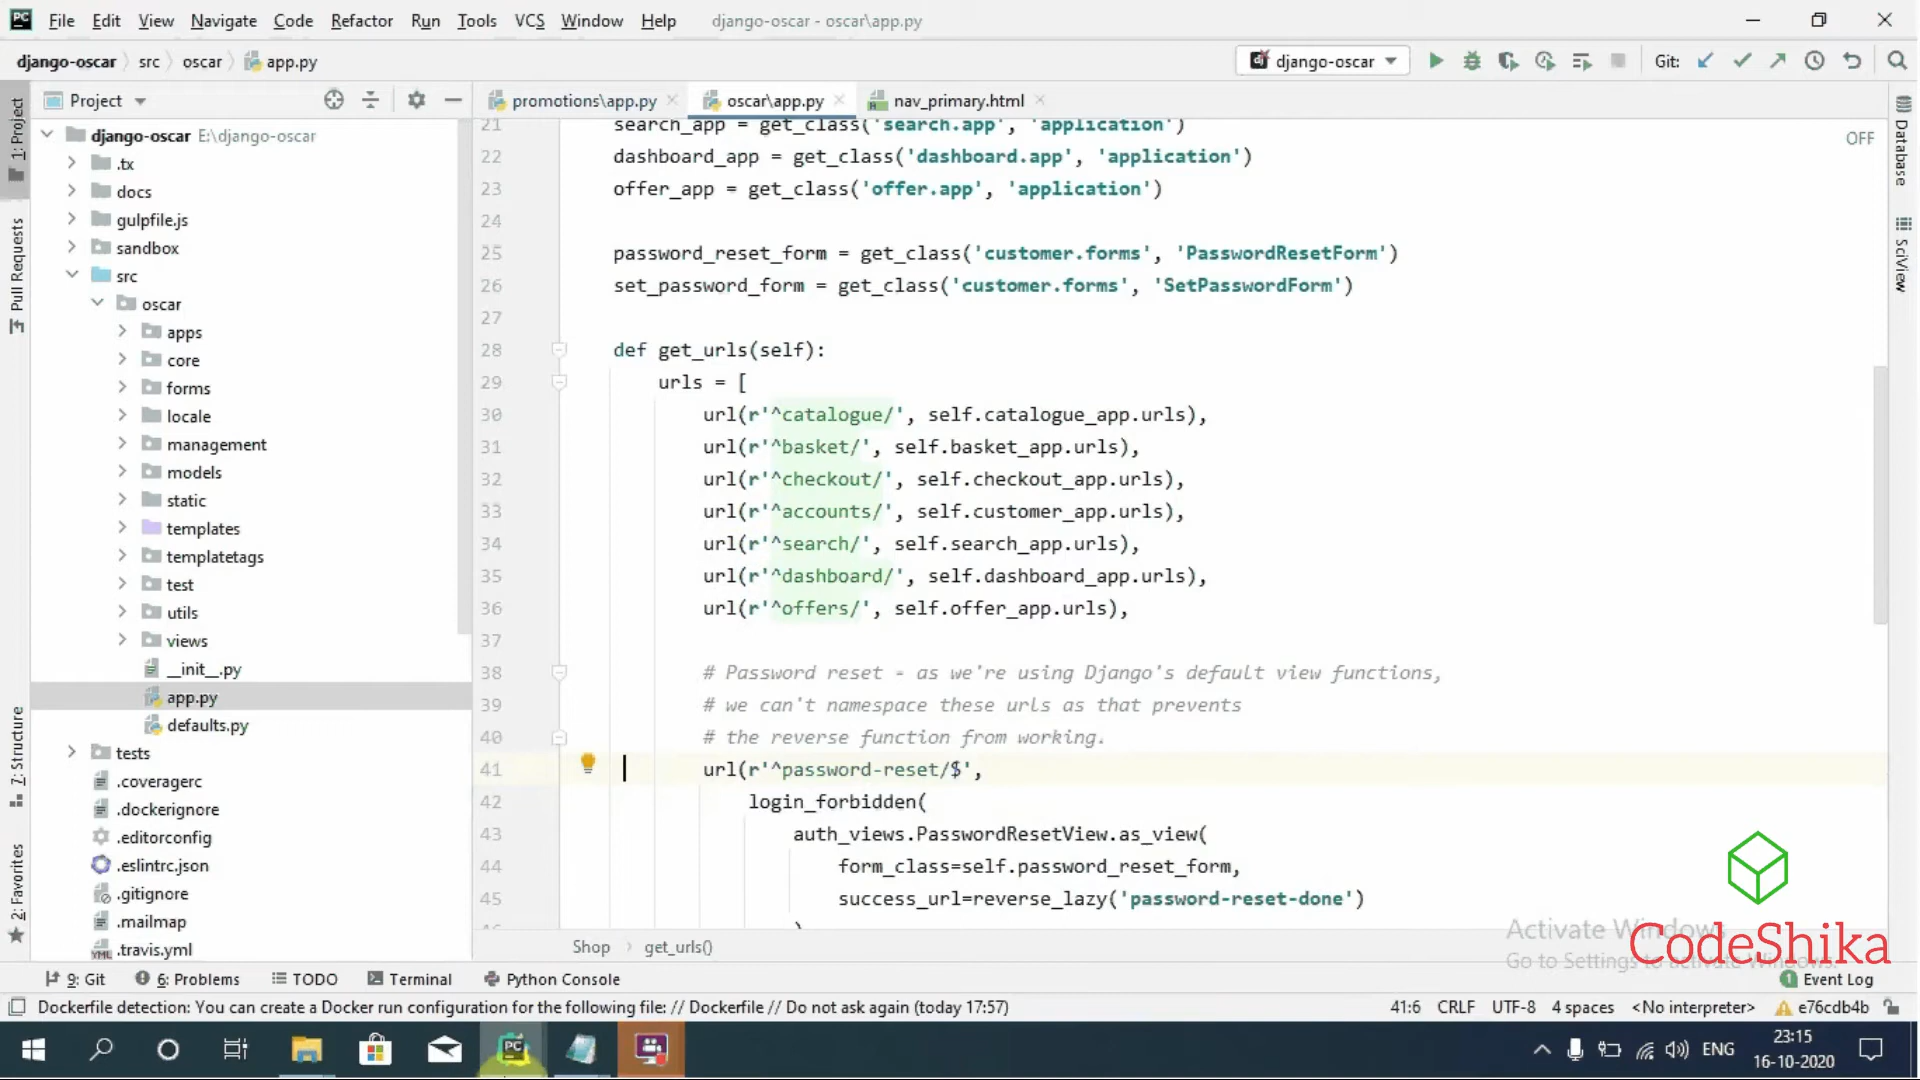 File Edit View Navigate Code Refactor Run Tools VCS Window Help django-oscar - oscar\app.py
django-oscar src oscar app.py django-oscar Git:
Project promotions\app.py oscar\app.py nav_primary.html
1: Project
Pull Requests
7: Structure
2: Favorites
django-oscar E:\django-oscar
.tx
docs
gulpfile.js
sandbox
src
oscar
apps
core
forms
locale
management
models
static
templates
templatetags
test
utils
views
__init__.py
app.py
defaults.py
tests
.coveragerc
.dockerignore
.editorconfig
.eslintrc.json
.gitignore
.mailmap
.travis.yml
21 search_app = get_class('search.app', 'application')
22 dashboard_app = get_class('dashboard.app', 'application')
23 offer_app = get_class('offer.app', 'application')
24
25 password_reset_form = get_class('customer.forms', 'PasswordResetForm')
26 set_password_form = get_class('customer.forms', 'SetPasswordForm')
27
28 def get_urls(self):
29 urls = [
30 url(r'^catalogue/', self.catalogue_app.urls),
31 url(r'^basket/', self.basket_app.urls),
32 url(r'^checkout/', self.checkout_app.urls),
33 url(r'^accounts/', self.customer_app.urls),
34 url(r'^search/', self.search_app.urls),
35 url(r'^dashboard/', self.dashboard_app.urls),
36 url(r'^offers/', self.offer_app.urls),
37
38 # Password reset - as we're using Django's default view functions,
39 # we can't namespace these urls as that prevents
40 # the reverse function from working.
41 url(r'^password-reset/$',
42 login_forbidden(
43 auth_views.PasswordResetView.as_view(
44 form_class=self.password_reset_form,
45 success_url=reverse_lazy('password-reset-done')
46 )
OFF
Database
SciView
Shop get_urls()
Activate Windows
Go to Settings to activate Windows.
CodeShika
9: Git 6: Problems TODO Terminal Python Console 1 Event Log
Dockerfile detection: You can create a Docker run configuration for the following file: // Dockerfile // Do not ask again (today 17:57) 41:6 CRLF UTF-8 4 spaces <No interpreter> e76cdb4b
ENG 23:15
16-10-2020